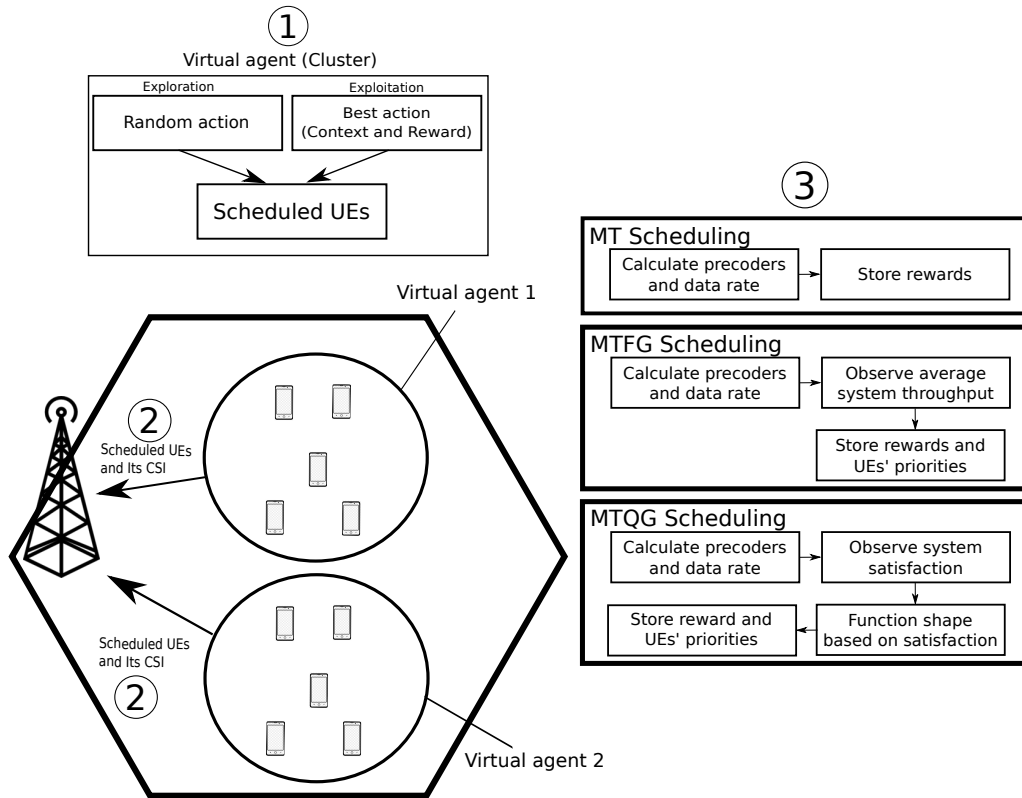 1
Virtual agent (Cluster)
Exploration
Random action
Exploitation
Best action
(Context and Reward)
Scheduled UEs
Virtual agent 1
2
Scheduled UEs
and Its CSI
Scheduled UEs
and Its CSI
2
Virtual agent 2
3
MT Scheduling
Calculate precoders
and data rate
Store rewards
MTFG Scheduling
Calculate precoders
and data rate
Observe average
system throughput
Store rewards and
UEs' priorities
MTQG Scheduling
Calculate precoders
and data rate
Observe system
satisfaction
Function shape
based on satisfaction
Store reward and
UEs' priorities